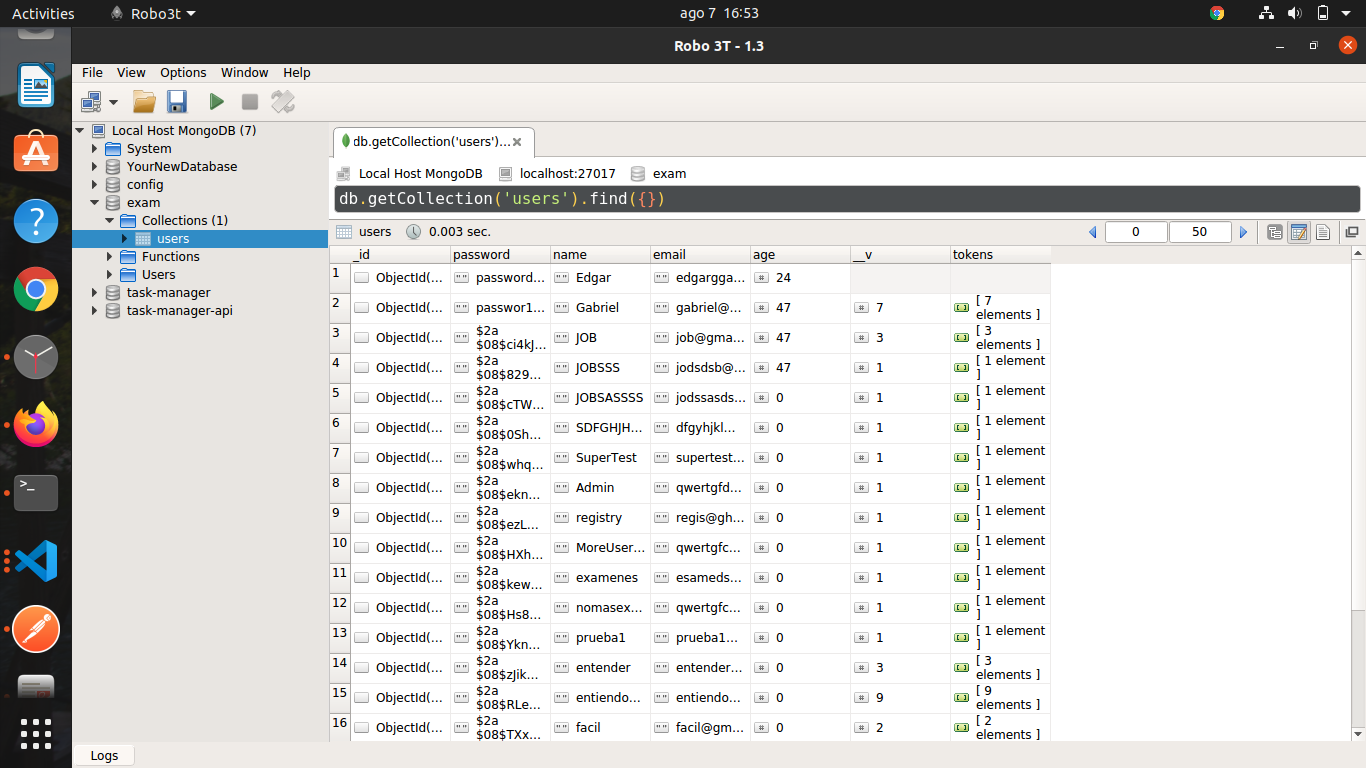 Activities Robo3t ago 7 16:53
Robo 3T - 1.3
File View Options Window Help
Local Host MongoDB (7)
System
YourNewDatabase
config
exam
Collections (1)
users
Functions
Users
task-manager
task-manager-api
db.getCollection('users')...
Local Host MongoDB localhost:27017 exam
db.getCollection('users').find({})
users 0.003 sec. 0 50
_id password name email age __v tokens
1 ObjectId(... password... Edgar edgargga... 24
2 ObjectId(... passwor1... Gabriel gabriel@... 47 7 [ 7 elements ]
3 ObjectId(... $2a $08$ci4kJ... JOB job@gma... 47 3 [ 3 elements ]
4 ObjectId(... $2a $08$829... JOBSSS jodsdsb@... 47 1 [ 1 element ]
5 ObjectId(... $2a $08$cTW... JOBSASSSS jodssasds... 0 1 [ 1 element ]
6 ObjectId(... $2a $08$0Sh... SDFGHJH... dfgyhjkl... 0 1 [ 1 element ]
7 ObjectId(... $2a $08$whq... SuperTest supertest... 0 1 [ 1 element ]
8 ObjectId(... $2a $08$ekn... Admin qwertgfd... 0 1 [ 1 element ]
9 ObjectId(... $2a $08$ezL... registry regis@gh... 0 1 [ 1 element ]
10 ObjectId(... $2a $08$HXh... MoreUser... qwertgfc... 0 1 [ 1 element ]
11 ObjectId(... $2a $08$kew... examenes esameds... 0 1 [ 1 element ]
12 ObjectId(... $2a $08$Hs8... nomasex... qwertgfc... 0 1 [ 1 element ]
13 ObjectId(... $2a $08$Ykn... prueba1 prueba1... 0 1 [ 1 element ]
14 ObjectId(... $2a $08$zJik... entender entender... 0 3 [ 3 elements ]
15 ObjectId(... $2a $08$RLe... entiendo... entiendo... 0 9 [ 9 elements ]
16 ObjectId(... $2a $08$TXx... facil facil@gm... 0 2 [ 2 elements ]
Logs